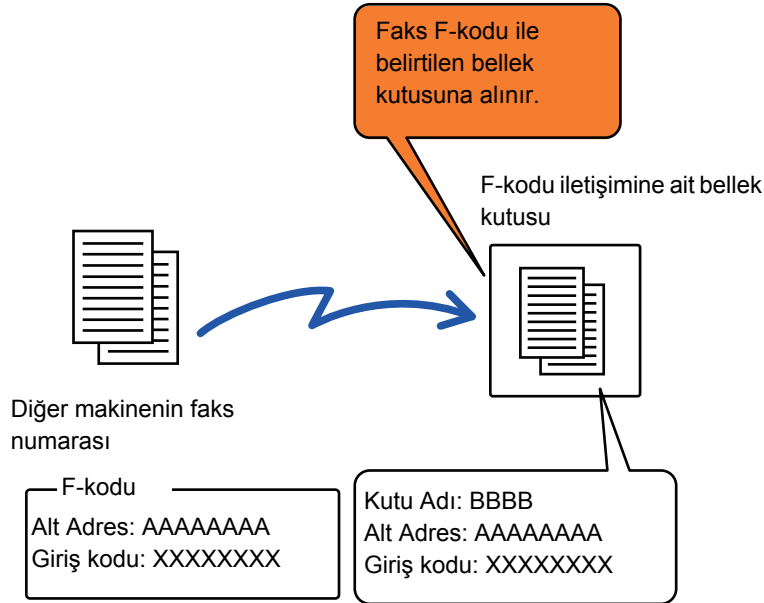 Faks F-kodu ile
belirtilen bellek
kutusuna alınır.
F-kodu iletişimine ait bellek
kutusu
Diğer makinenin faks
numarası
F-kodu
Alt Adres: AAAAAAAA
Giriş kodu: XXXXXXXX
Kutu Adı: BBBB
Alt Adres: AAAAAAAA
Giriş kodu: XXXXXXXX